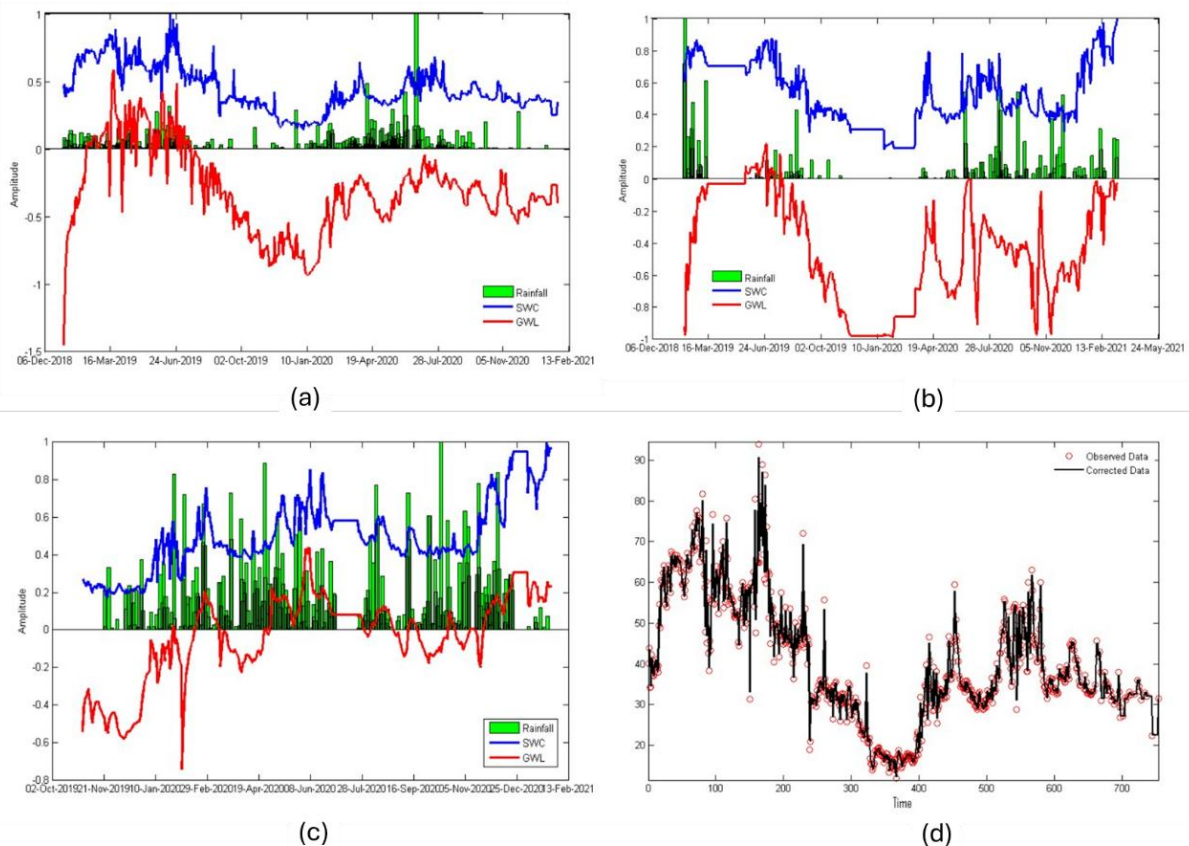 1
0.5
0
-0.5
-1
-1.5
Amplitude
Rainfall
SWC
GWL
06-Dec-2018 16-Mar-2019 24-Jun-2019 02-Oct-2019 10-Jan-2020 19-Apr-2020 28-Jul-2020 05-Nov-2020 13-Feb-2021
(a)
1
0.8
0.6
0.4
0.2
0
-0.2
-0.4
-0.6
-0.8
-1
Amplitude
Rainfall
SWC
GWL
06-Dec-2018 16-Mar-2019 24-Jun-2019 02-Oct-2019 10-Jan-2020 19-Apr-2020 28-Jul-2020 05-Nov-2020 13-Feb-2021 24-May-2021
(b)
1
0.8
0.6
0.4
0.2
0
-0.2
-0.4
-0.6
-0.8
Amplitude
Rainfall
SWC
GWL
02-Oct-2019 21-Nov-2019 10-Jan-2020 29-Feb-2020 19-Apr-2020 08-Jun-2020 28-Jul-2020 16-Sep-2020 05-Nov-2020 25-Dec-2020 13-Feb-2021
(c)
90
80
70
60
50
40
30
20
Observed Data
Corrected Data
0 100 200 300 400 500 600 700
Time
(d)